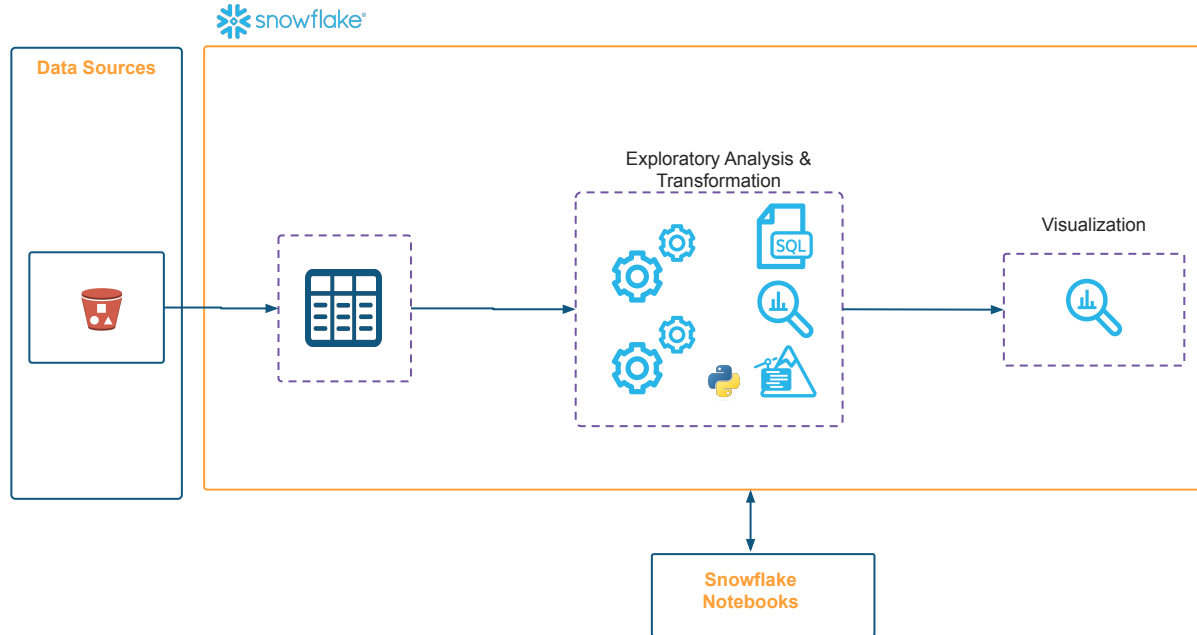 snowflake®
Data Sources
Exploratory Analysis &
Transformation
SQL
Visualization
Snowflake
Notebooks